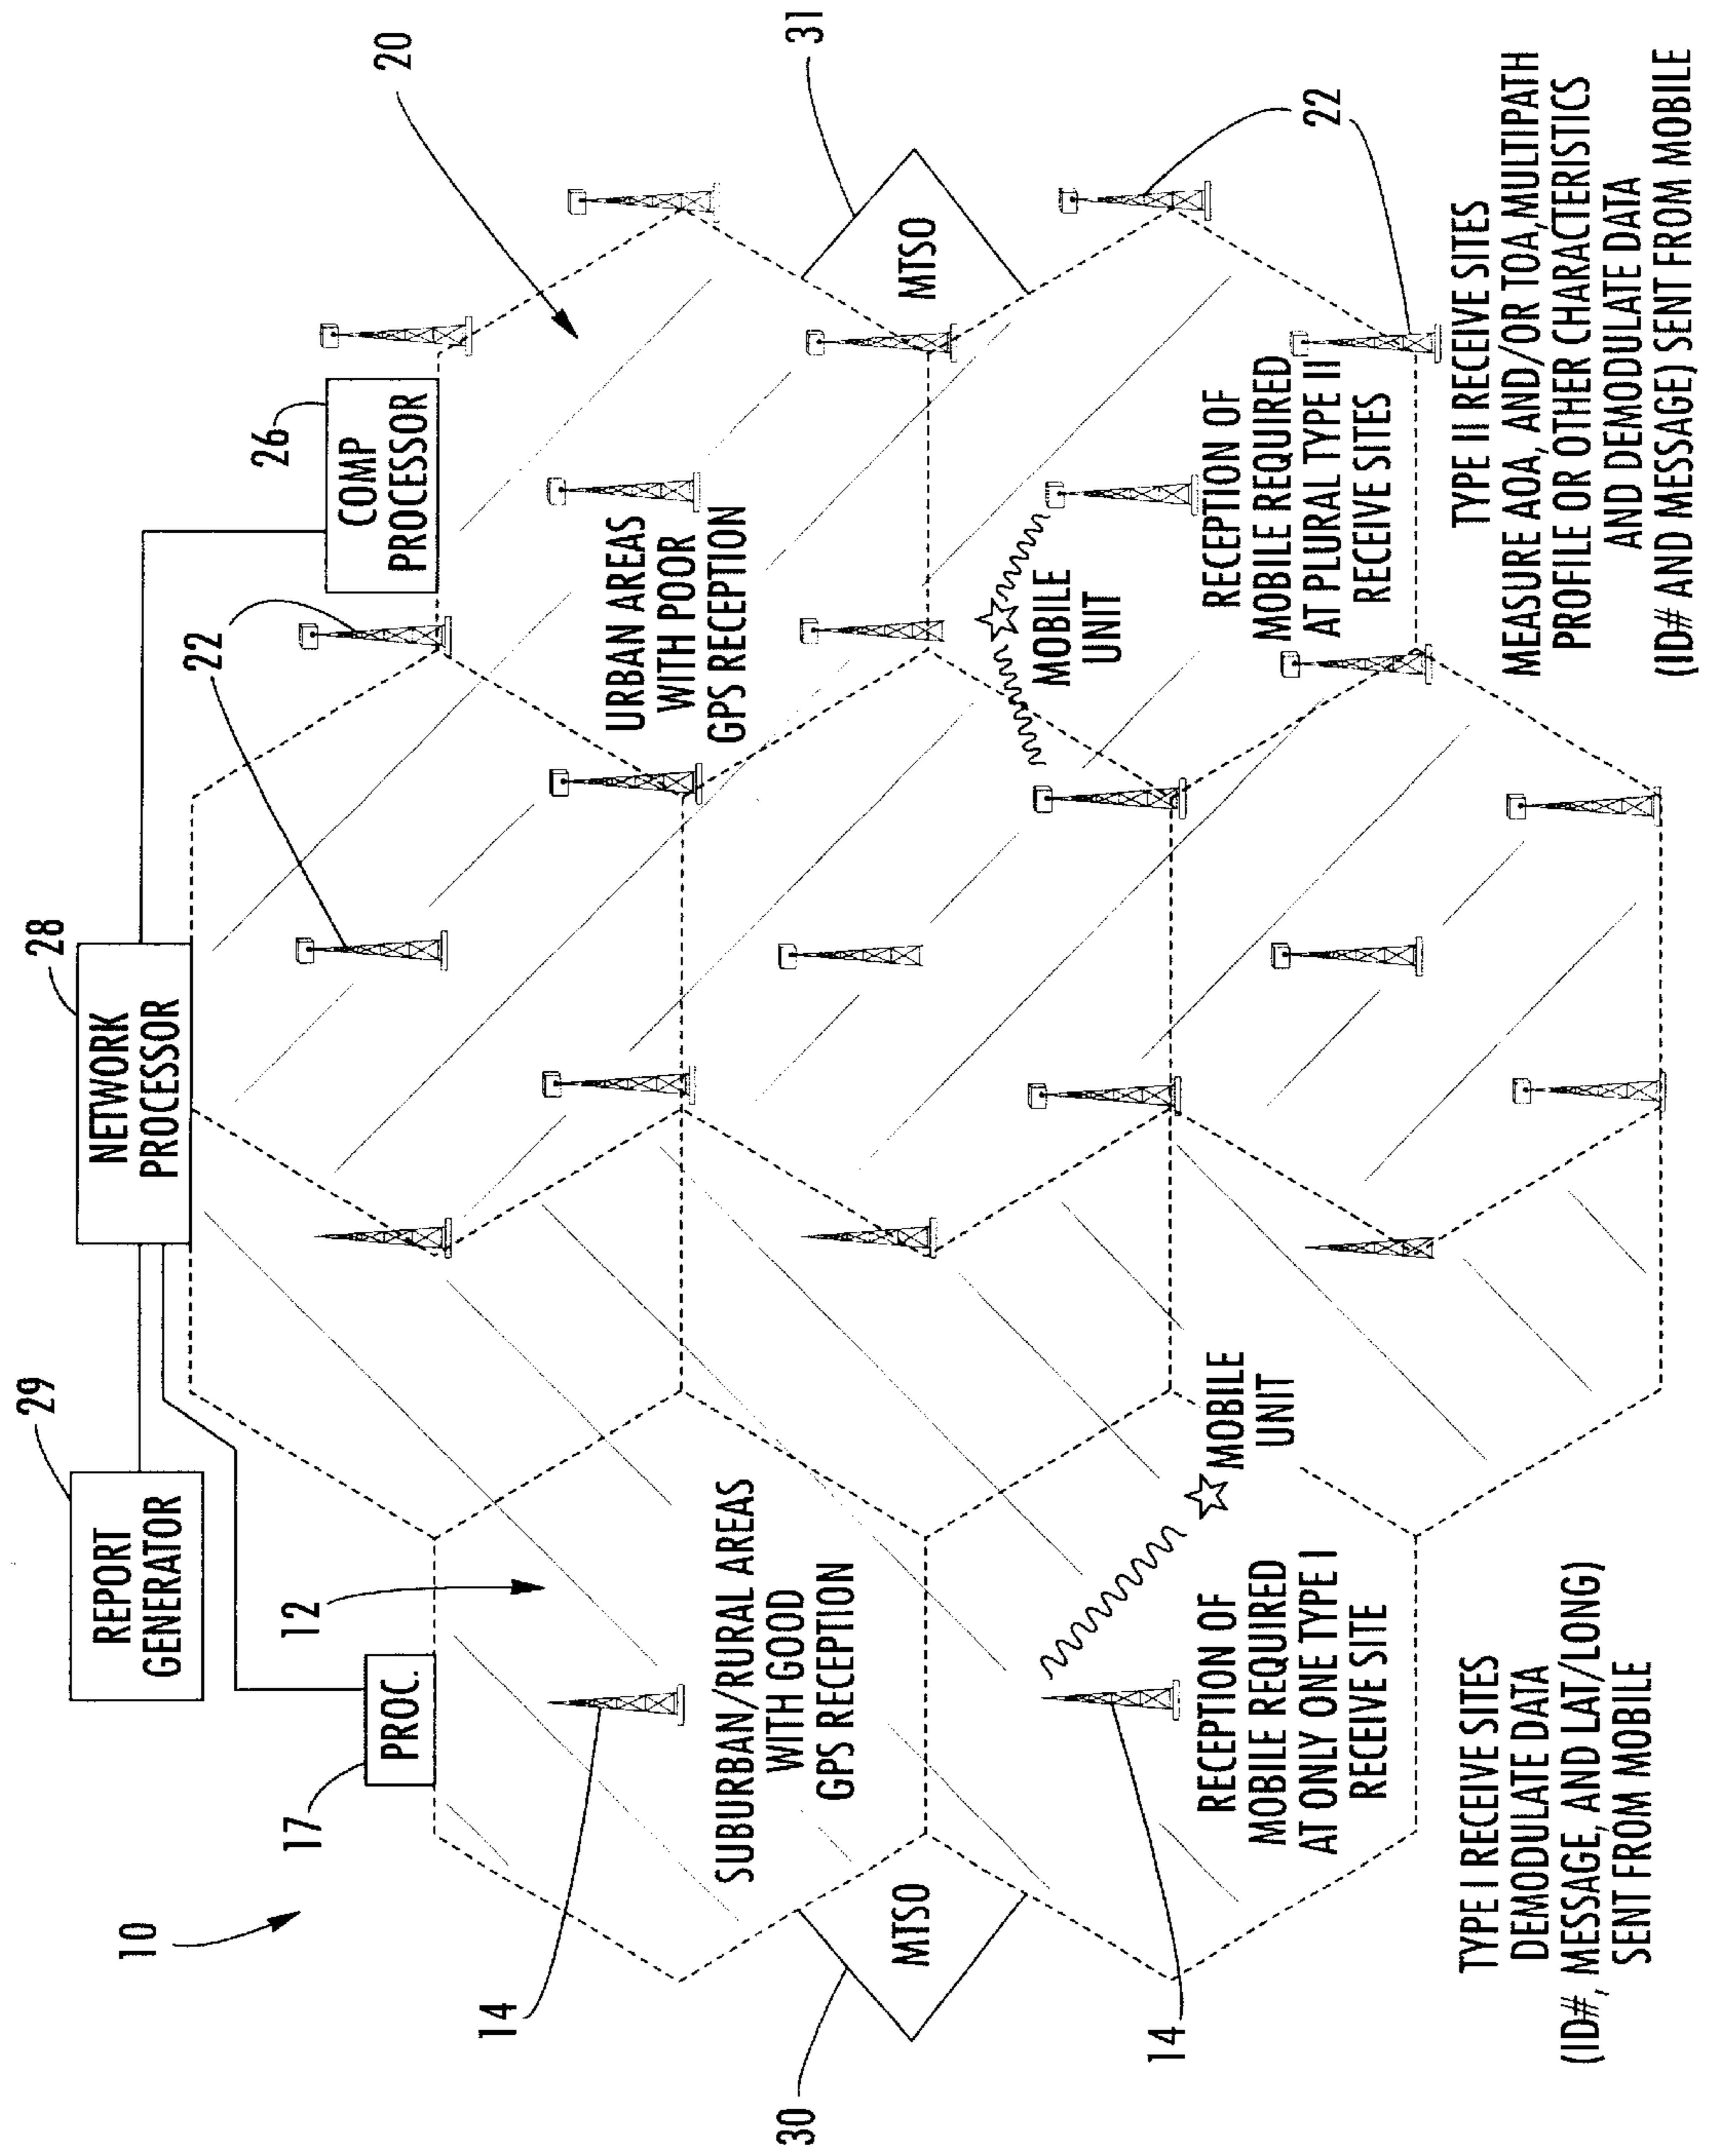 10
17
PROC.
29
REPORT
GENERATOR
28
NETWORK
PROCESSOR
22
26
COMP
PROCESSOR
20
12
14
SUBURBAN/RURAL AREAS
WITH GOOD
GPS RECEPTION
URBAN AREAS
WITH POOR
GPS RECEPTION
30
MTSO
31
MTSO
14
MOBILE
UNIT
MOBILE
UNIT
RECEPTION OF
MOBILE REQUIRED
AT ONLY ONE TYPE I
RECEIVE SITE
RECEPTION OF
MOBILE REQUIRED
AT PLURAL TYPE II
RECEIVE SITES
22
TYPE I RECEIVE SITES
DEMODULATE DATA
(ID#, MESSAGE, AND LAT/LONG)
SENT FROM MOBILE
TYPE II RECEIVE SITES
MEASURE AOA, AND/OR TOA,MULTIPATH
PROFILE OR OTHER CHARACTERISTICS
AND DEMODULATE DATA
(ID# AND MESSAGE) SENT FROM MOBILE